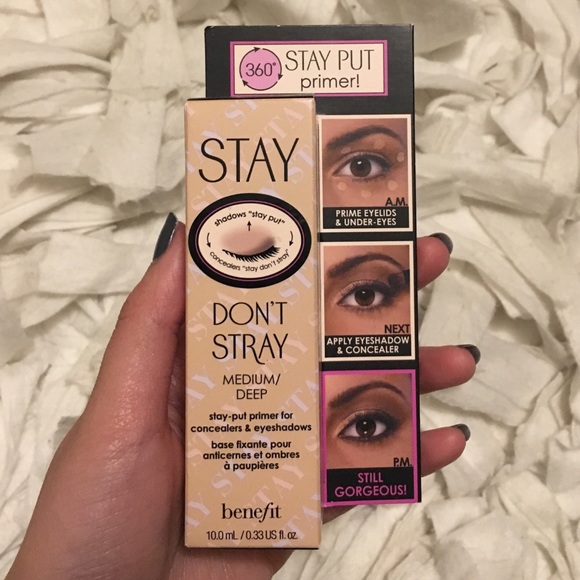 360°
STAY PUT
primer!
STAY
shadows "stay put"
concealers "stay don't stray"
DON'T
STRAY
MEDIUM/
DEEP
stay-put primer for
concealers & eyeshadows
base fixante pour
anticernes et ombres
à paupières
benefit
10.0 mL / 0.33 US fl. oz.
A.M.
PRIME EYELIDS
& UNDER-EYES
NEXT
APPLY EYESHADOW
& CONCEALER
P.M.
STILL
GORGEOUS!